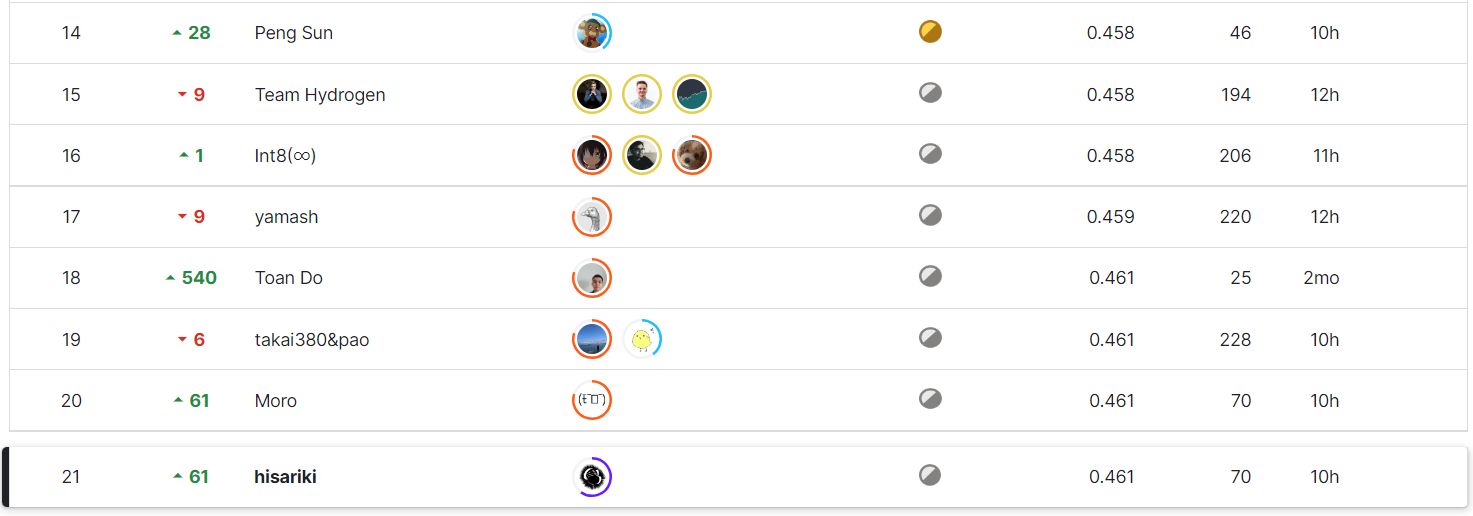 14 28 Peng Sun 0.458 46 10h
15 9 Team Hydrogen 0.458 194 12h
16 1 Int8(∞) 0.458 206 11h
17 9 yamash 0.459 220 12h
18 540 Toan Do 0.461 25 2mo
19 6 takai380&pao 0.461 228 10h
20 61 Moro 0.461 70 10h
21 61 hisariki 0.461 70 10h